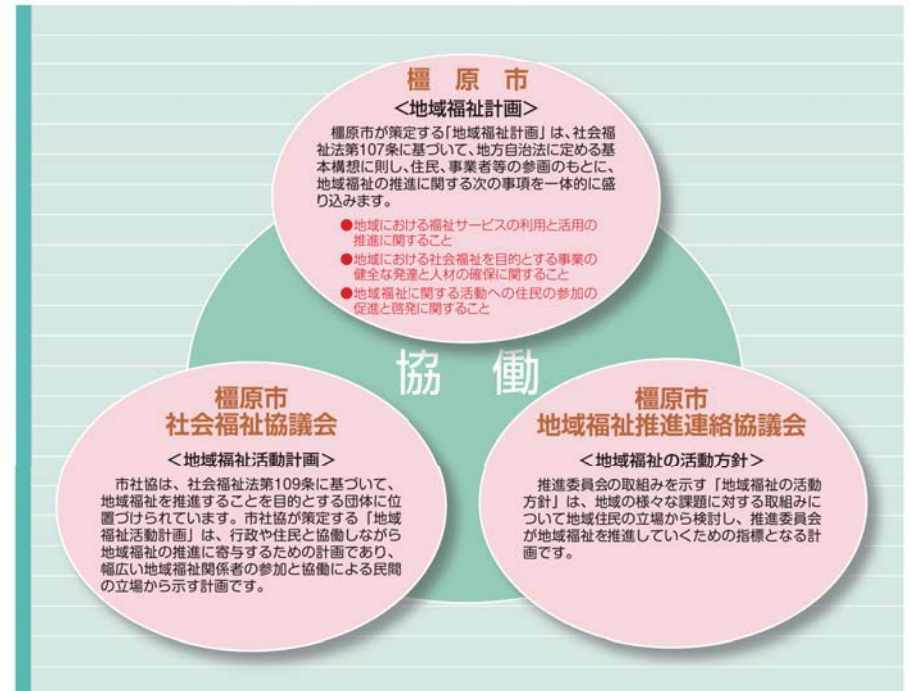 橿原市
＜地域福祉計画＞
橿原市が策定する「地域福祉計画」は、社会福
祉法第107条に基づいて、地方自治法に定める基
本構想に則し、住民、事業者等の参画のもとに、
地域福祉の推進に関する次の事項を一体的に盛
り込みます。
●地域における福祉サービスの利用と活用の
推進に関すること
●地域における社会福祉を目的とする事業の
健全な発達と人材の確保に関すること
●地域福祉に関する活動への住民の参加の
促進と啓発に関すること
協働
橿原市
社会福祉協議会
＜地域福祉活動計画＞
市社協は、社会福祉法第109条に基づいて、
地域福祉を推進することを目的とする団体に位
置づけられています。市社協が策定する「地域
福祉活動計画」は、行政や住民と協働しながら
地域福祉の推進に寄与するための計画であり、
幅広い地域福祉関係者の参加と協働による民間
の立場から示す計画です。
橿原市
地域福祉推進連絡協議会
＜地域福祉の活動方針＞
推進委員会の取組みを示す「地域福祉の活動
方針」は、地域の様々な課題に対する取組みに
ついて地域住民の立場から検討し、推進委員会
が地域福祉を推進していくための指標となる計
画です。